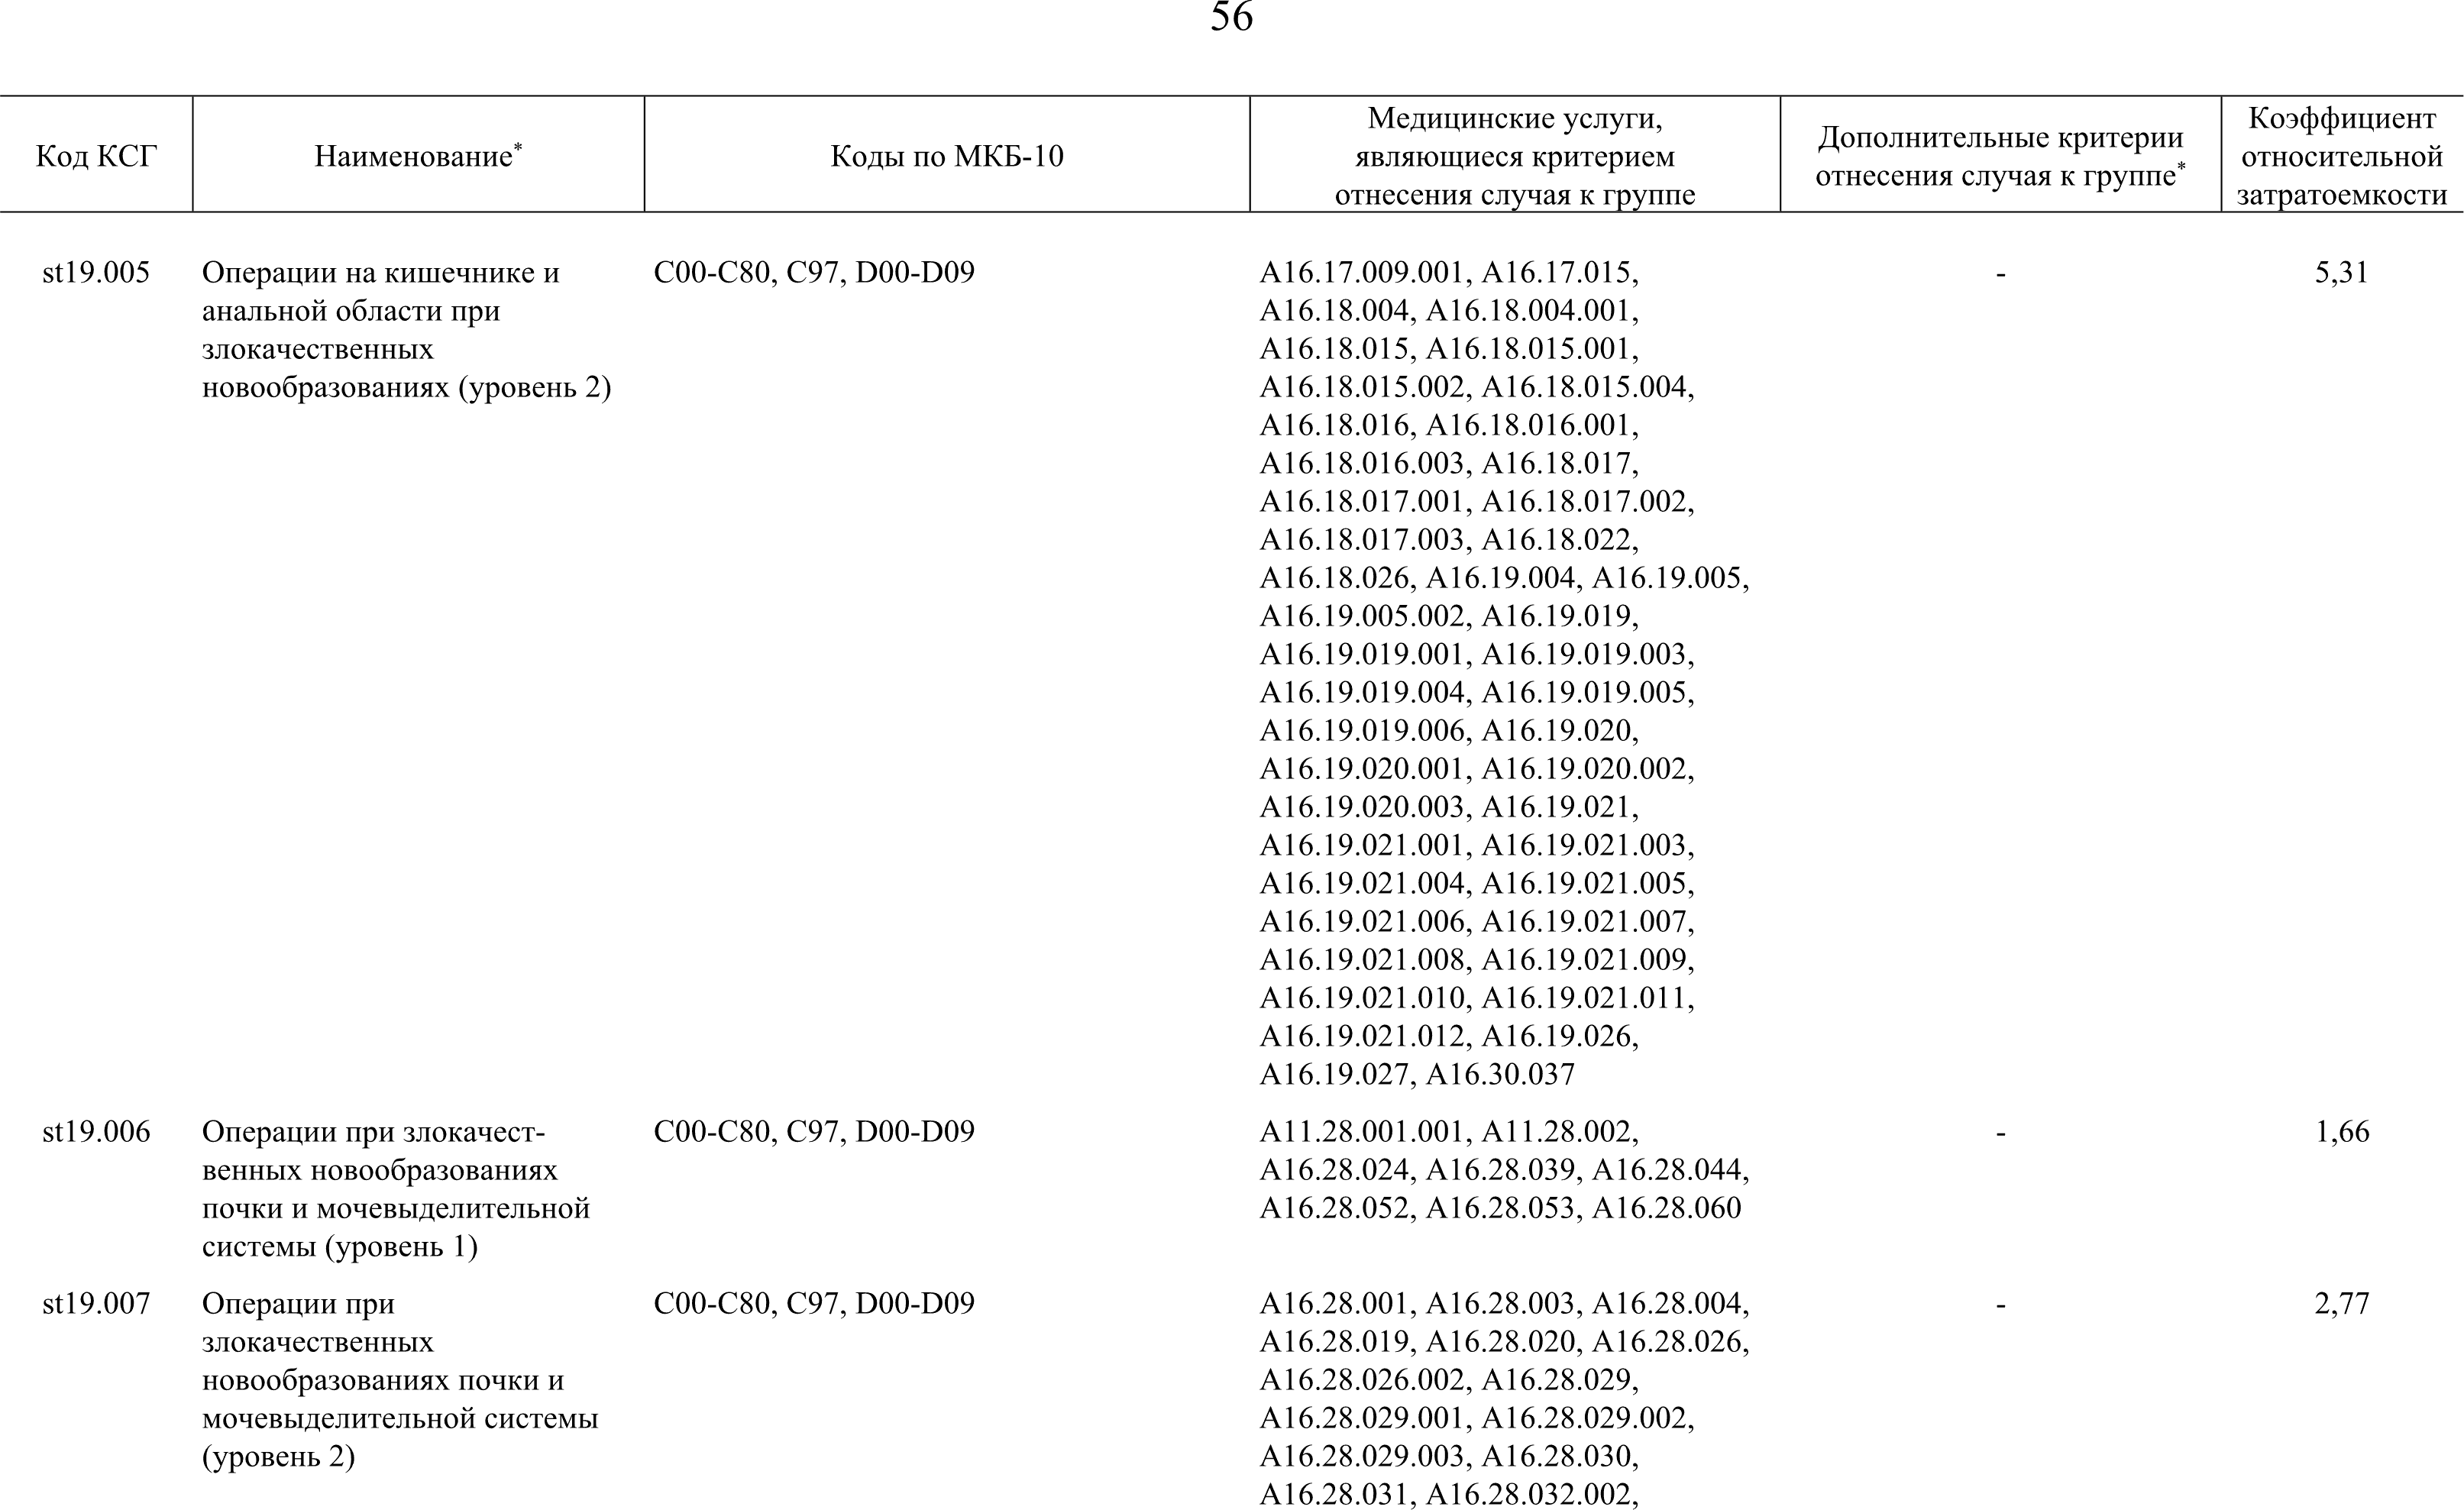 56
Код КСГ
Наименование*
Коды по МКБ-10
Медицинские услуги,
являющиеся критерием
отнесения случая к группе
Дополнительные критерии
отнесения случая к группе*
Коэффициент
относительной
затратоемкости
st19.005
Операции на кишечнике и
анальной области при
злокачественных
новообразованиях (уровень 2)
C00-C80, C97, D00-D09
A16.17.009.001, A16.17.015,
A16.18.004, A16.18.004.001,
A16.18.015, A16.18.015.001,
A16.18.015.002, A16.18.015.004,
A16.18.016, A16.18.016.001,
A16.18.016.003, A16.18.017,
A16.18.017.001, A16.18.017.002,
A16.18.017.003, A16.18.022,
A16.18.026, A16.19.004, A16.19.005,
A16.19.005.002, A16.19.019,
A16.19.019.001, A16.19.019.003,
A16.19.019.004, A16.19.019.005,
A16.19.019.006, A16.19.020,
A16.19.020.001, A16.19.020.002,
A16.19.020.003, A16.19.021,
A16.19.021.001, A16.19.021.003,
A16.19.021.004, A16.19.021.005,
A16.19.021.006, A16.19.021.007,
A16.19.021.008, A16.19.021.009,
A16.19.021.010, A16.19.021.011,
A16.19.021.012, A16.19.026,
A16.19.027, A16.30.037
-
5,31
st19.006
Операции при злокачест-
венных новообразованиях
почки и мочевыделительной
системы (уровень 1)
C00-C80, C97, D00-D09
A11.28.001.001, A11.28.002,
A16.28.024, A16.28.039, A16.28.044,
A16.28.052, A16.28.053, A16.28.060
-
1,66
st19.007
Операции при
злокачественных
новообразованиях почки и
мочевыделительной системы
(уровень 2)
C00-C80, C97, D00-D09
A16.28.001, A16.28.003, A16.28.004,
A16.28.019, A16.28.020, A16.28.026,
A16.28.026.002, A16.28.029,
A16.28.029.001, A16.28.029.002,
A16.28.029.003, A16.28.030,
A16.28.031, A16.28.032.002,
-
2,77